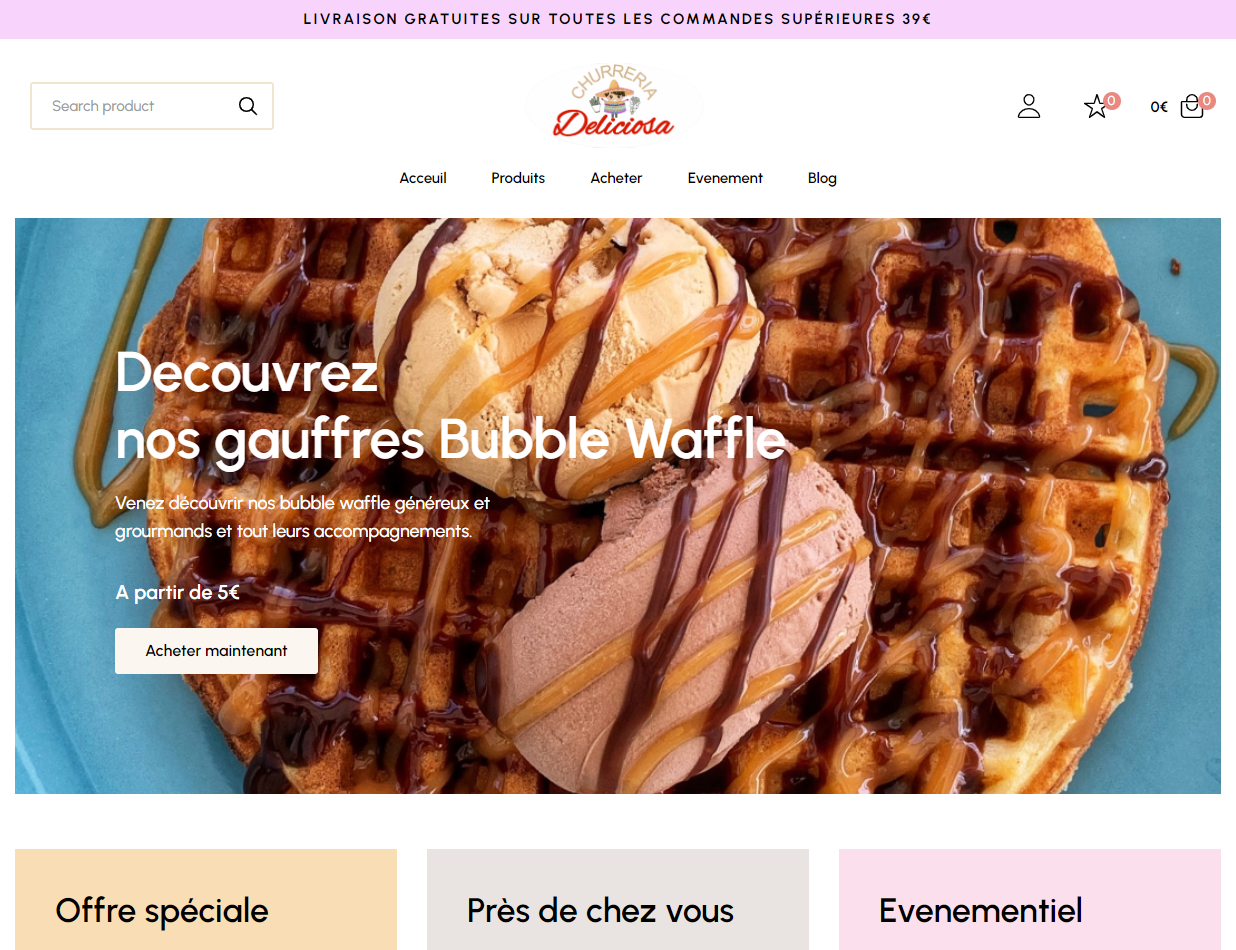 LIVRAISON GRATUITES SUR TOUTES LES COMMANDES SUPÉRIEURES 39€
Search product
CHURRERIA
Deliciosa
0
0€
0
Acceuil
Produits
Acheter
Evenement
Blog
Decouvrez
nos gauffres Bubble Waffle
Venez découvrir nos bubble waffle généreux et
grourmands et tout leurs accompagnements.
A partir de 5€
Acheter maintenant
Offre spéciale
Près de chez vous
Evenementiel